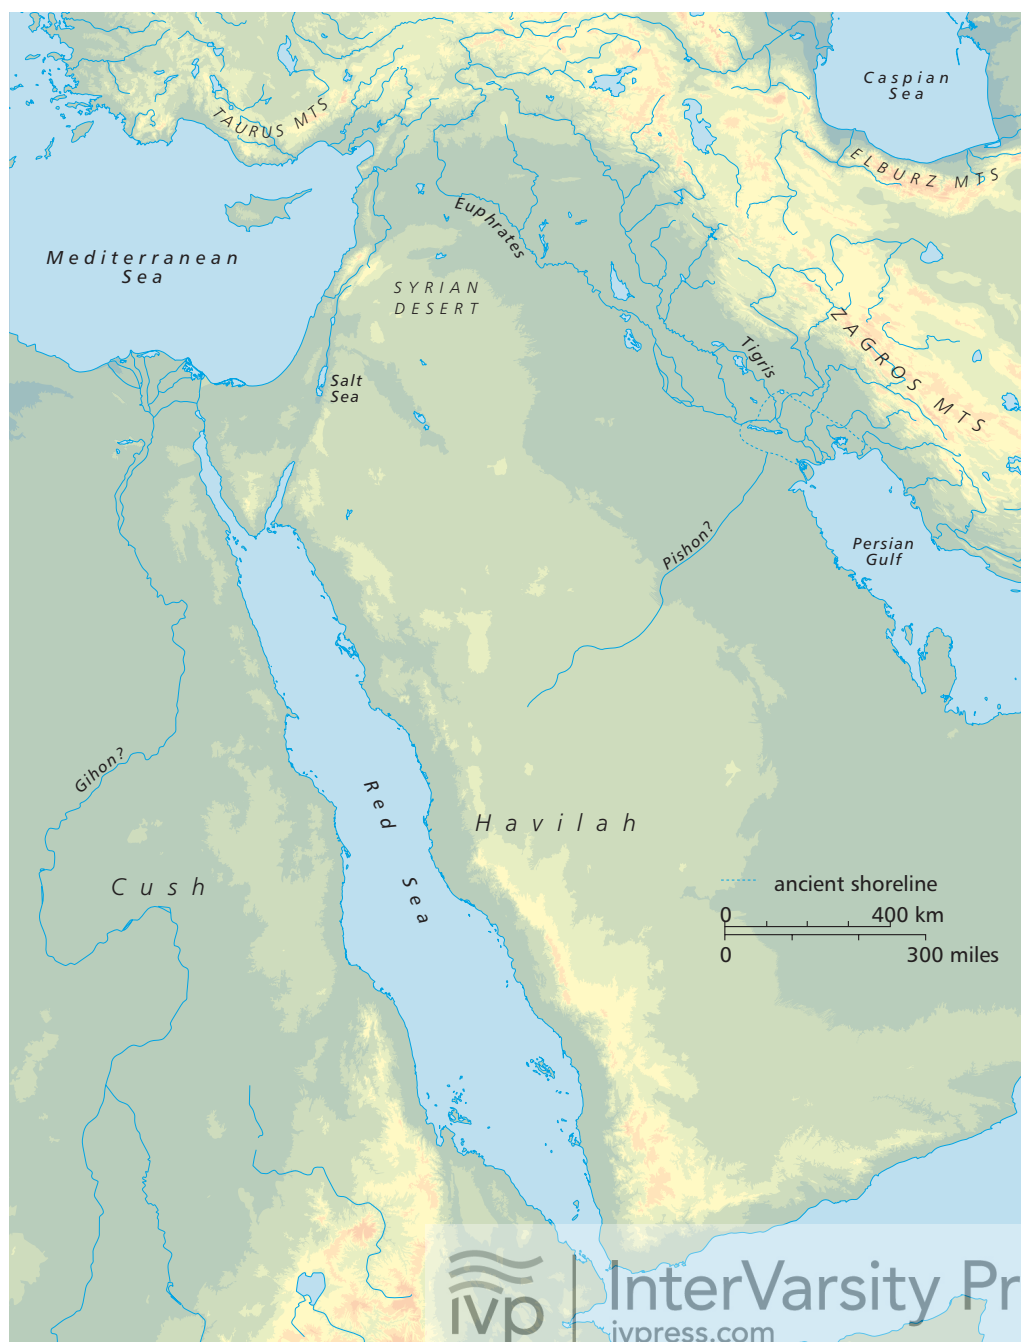 Caspian
Sea
TAURUS MTS
ELBURZ MTS
Euphrates
Mediterranean
Sea
SYRIAN
DESERT
ZAGROS MTS
Tigris
Salt
Sea
Pishon?
Persian
Gulf
Gihon?
Red Sea
Havilah
Cush
ancient shoreline
0 400 km
0 300 miles
ivp
InterVarsity Pr
ivpress.com